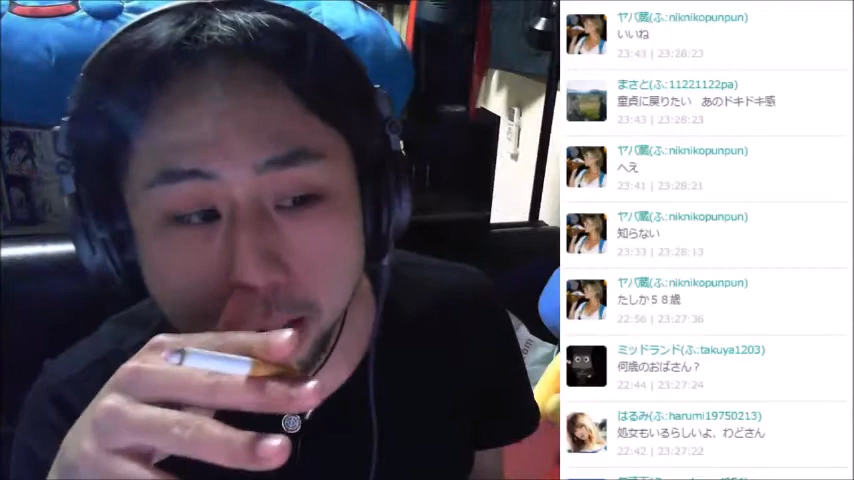 ヤバ蔵(ふ:niknikopunpun)
いいね
23:43 | 23:28:23
まさと(ふ:11221122pa)
童貞に戻りたい あのドキドキ感
23:43 | 23:28:23
ヤバ蔵(ふ:niknikopunpun)
へえ
23:41 | 23:28:21
ヤバ蔵(ふ:niknikopunpun)
知らない
23:33 | 23:28:13
ヤバ蔵(ふ:niknikopunpun)
たしか58歳
22:56 | 23:27:36
ミッドランド(ふ:takuya1203)
何歳のおばさん?
22:44 | 23:27:24
はるみ(ふ:harumi19750213)
処女もいるらしいよ、わどさん
22:42 | 23:27:22